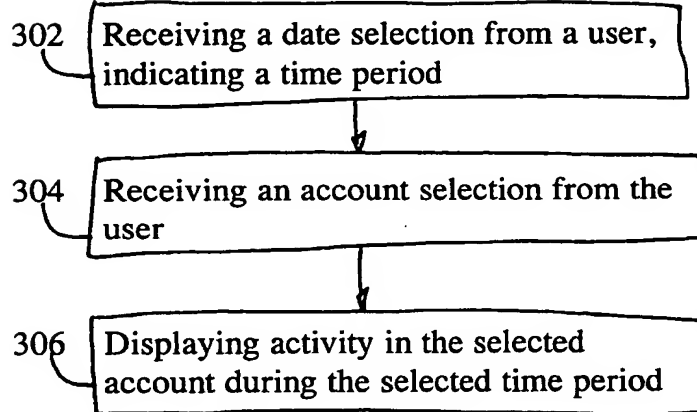 302 Receiving a date selection from a user,
indicating a time period
304 Receiving an account selection from the
user
306 Displaying activity in the selected
account during the selected time period